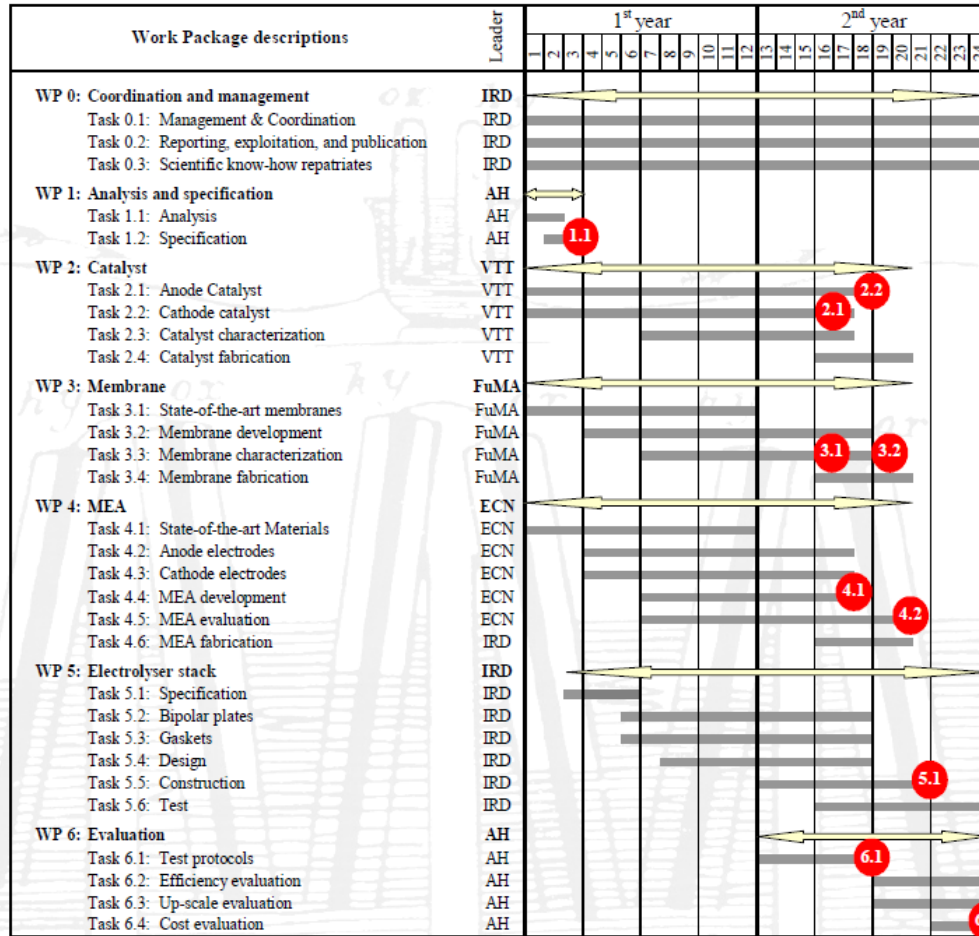 Work Package descriptions Leader 1st year 2nd year
1 2 3 4 5 6 7 8 9 10 11 12 13 14 15 16 17 18 19 20 21 22 23
WP 0: Coordination and management IRD
Task 0.1: Management & Coordination IRD
Task 0.2: Reporting, exploitation, and publication IRD
Task 0.3: Scientific know-how repatriates IRD
WP 1: Analysis and specification AH
Task 1.1: Analysis AH
Task 1.2: Specification AH 1.1
WP 2: Catalyst VTT
Task 2.1: Anode Catalyst VTT 2.2
Task 2.2: Cathode catalyst VTT 2.1
Task 2.3: Catalyst characterization VTT
Task 2.4: Catalyst fabrication VTT
WP 3: Membrane FuMA
Task 3.1: State-of-the-art membranes FuMA
Task 3.2: Membrane development FuMA
Task 3.3: Membrane characterization FuMA 3.1 3.2
Task 3.4: Membrane fabrication FuMA
WP 4: MEA ECN
Task 4.1: State-of-the-art Materials ECN
Task 4.2: Anode electrodes ECN
Task 4.3: Cathode electrodes ECN
Task 4.4: MEA development ECN 4.1
Task 4.5: MEA evaluation ECN 4.2
Task 4.6: MEA fabrication IRD
WP 5: Electrolyser stack IRD
Task 5.1: Specification IRD
Task 5.2: Bipolar plates IRD
Task 5.3: Gaskets IRD
Task 5.4: Design IRD
Task 5.5: Construction IRD 5.1
Task 5.6: Test IRD
WP 6: Evaluation AH
Task 6.1: Test protocols AH 6.1
Task 6.2: Efficiency evaluation AH
Task 6.3: Up-scale evaluation AH
Task 6.4: Cost evaluation AH